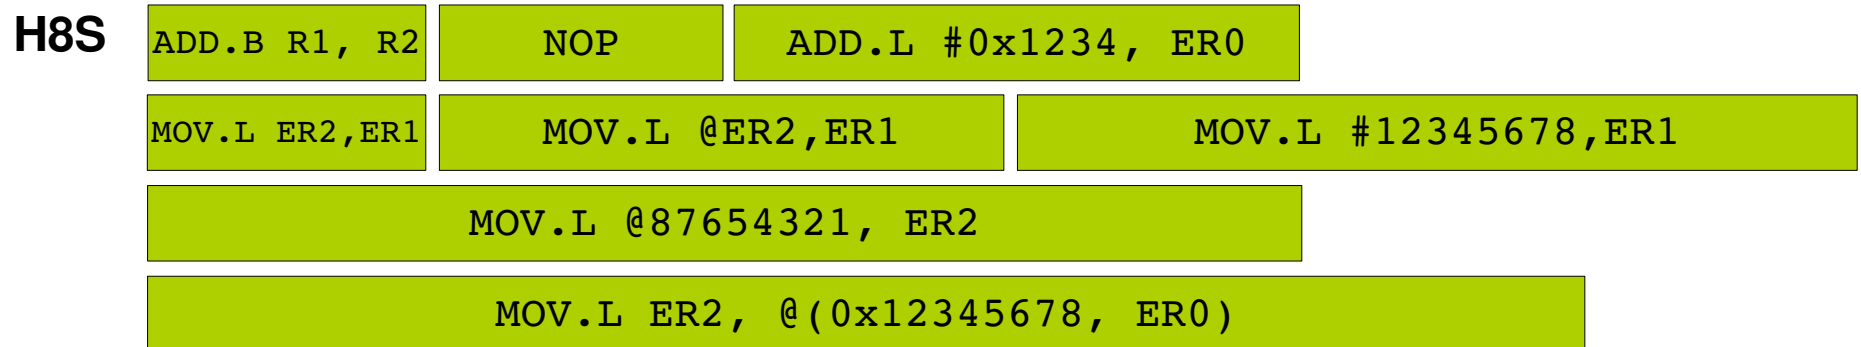 H8S ADD.B R1, R2 NOP ADD.L #0x1234, ER0
MOV.L ER2,ER1 MOV.L @ER2,ER1 MOV.L #12345678,ER1
MOV.L @87654321, ER2
MOV.L ER2, @(0x12345678, ER0)